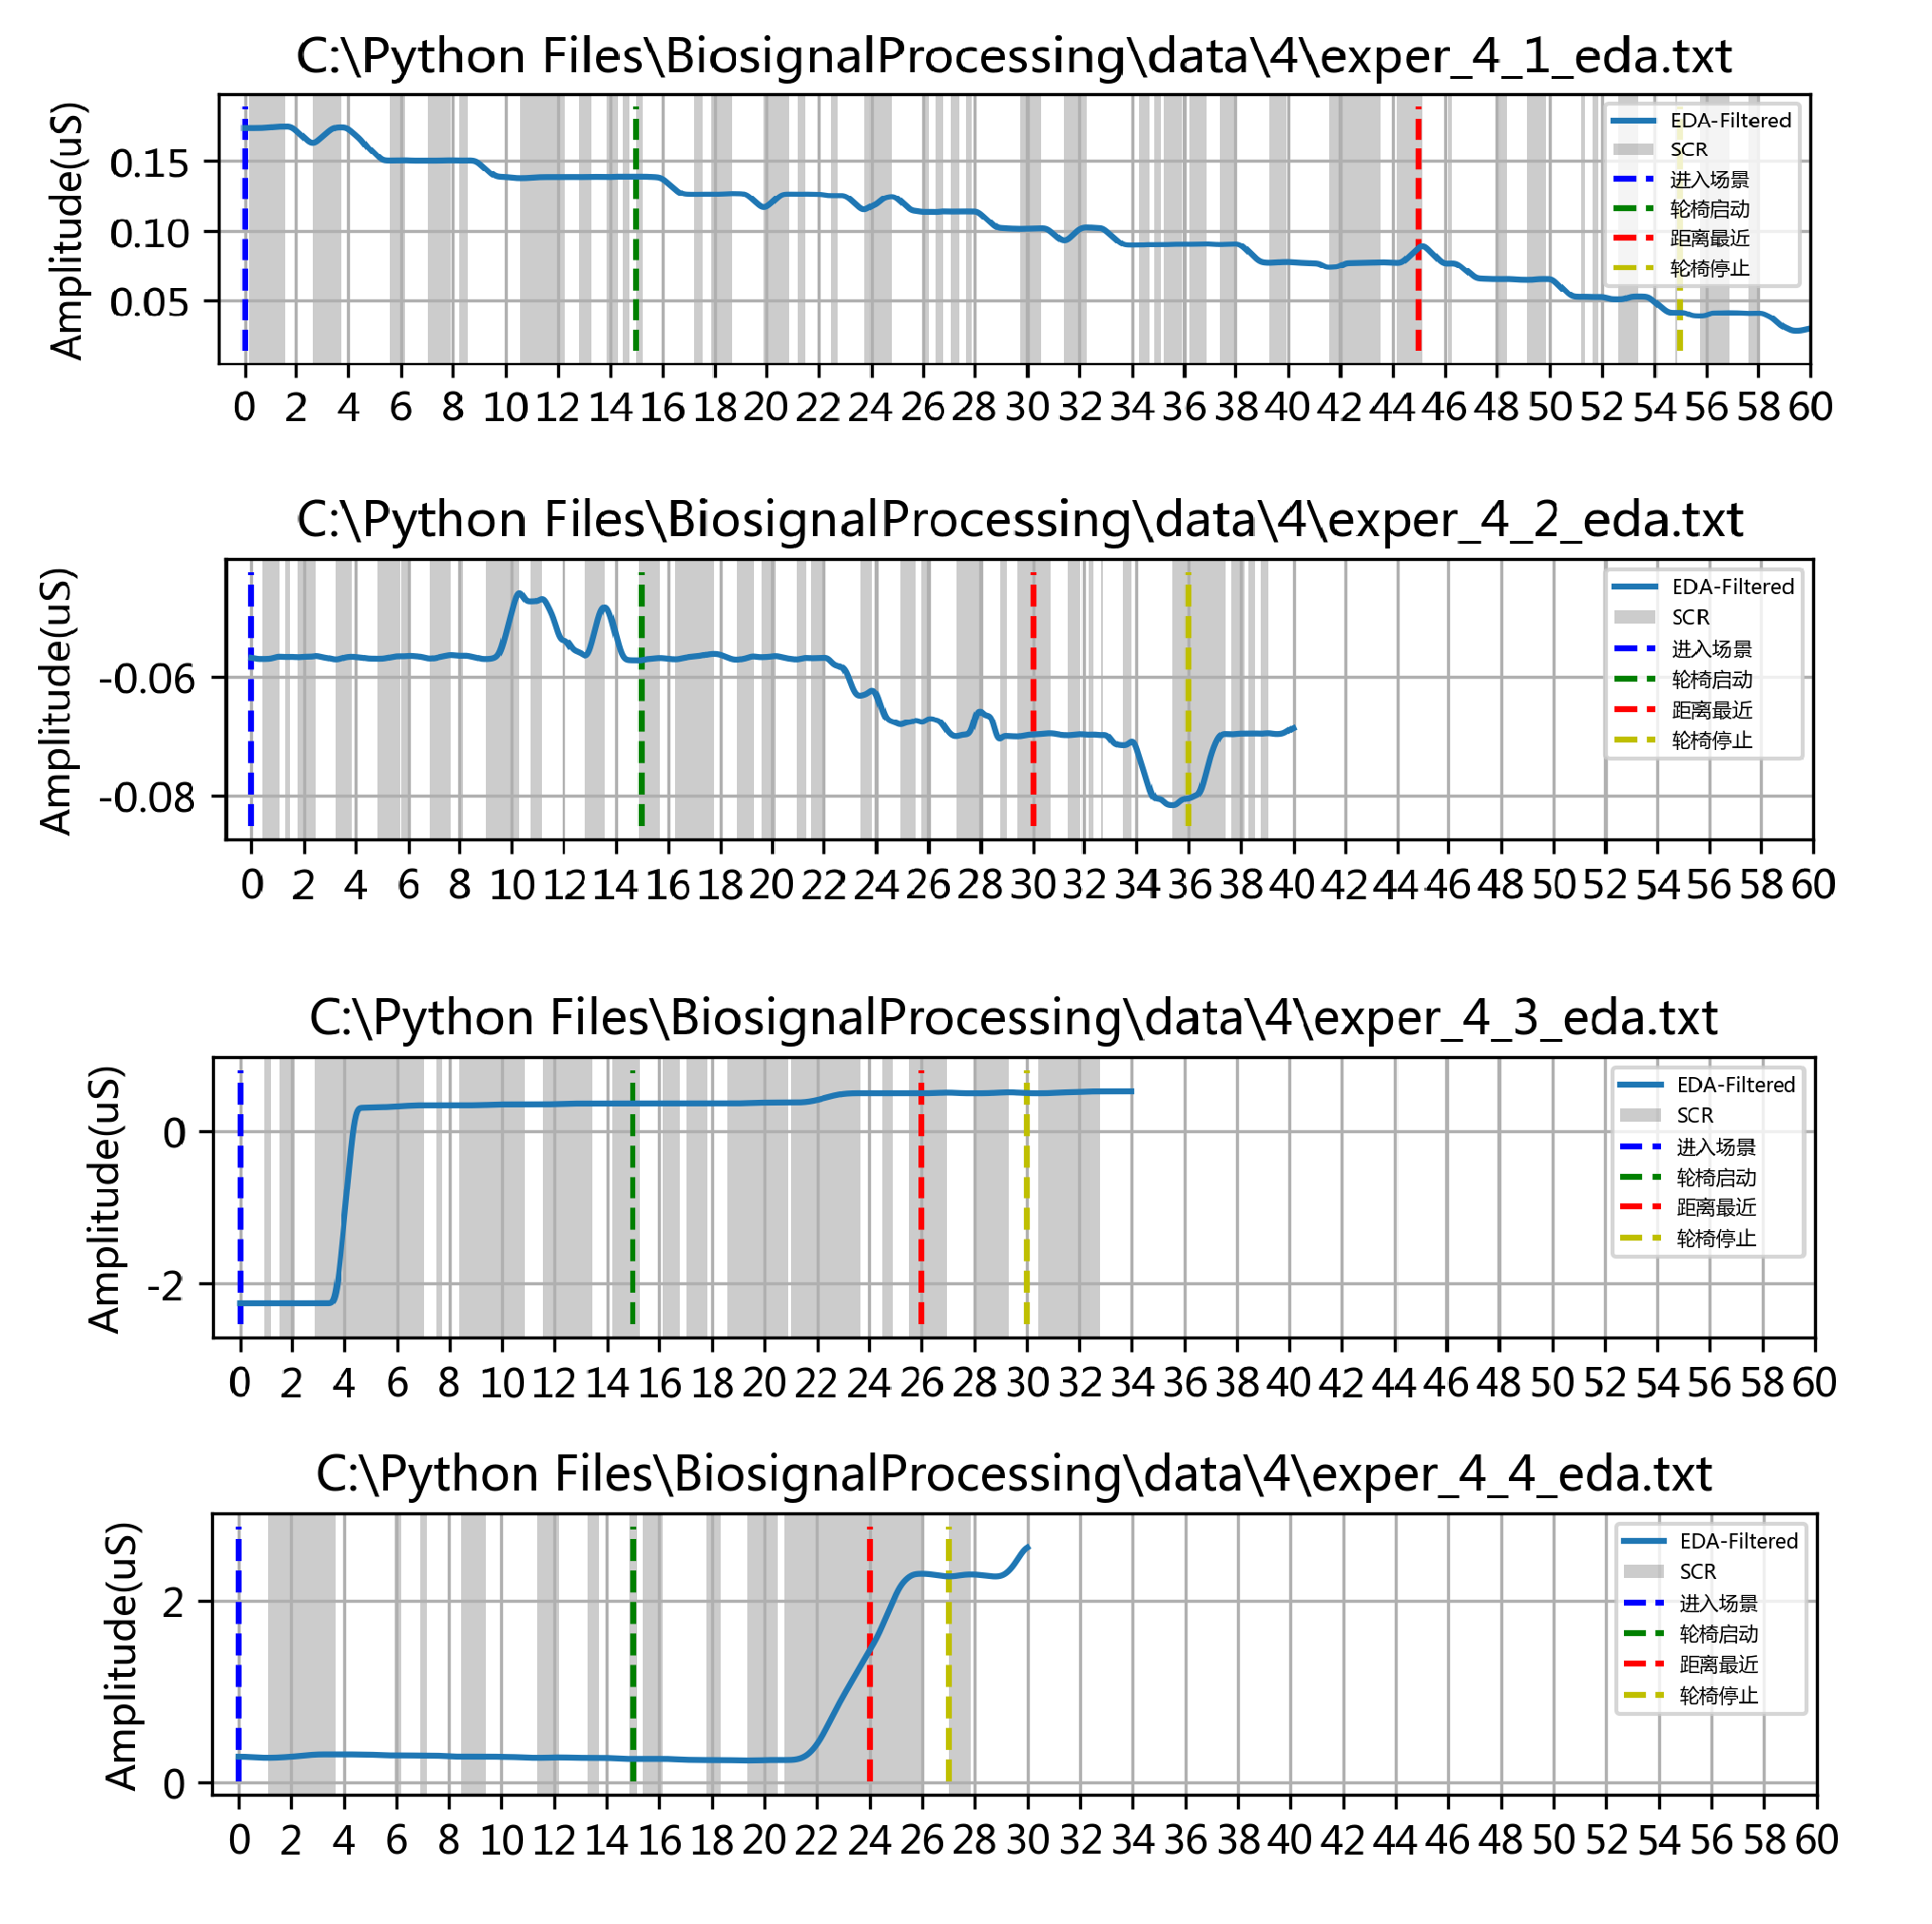 C:\Python Files\BiosignalProcessing\data\4\exper_4_1_eda.txt
Amplitude(uS)
0.15
0.10
0.05
EDA-Filtered
SCR
进入场景
轮椅启动
距离最近
轮椅停止
0 2 4 6 8 10 12 14 16 18 20 22 24 26 28 30 32 34 36 38 40 42 44 46 48 50 52 54 56 58 60
C:\Python Files\BiosignalProcessing\data\4\exper_4_2_eda.txt
Amplitude(uS)
-0.06
-0.08
EDA-Filtered
SCR
进入场景
轮椅启动
距离最近
轮椅停止
0 2 4 6 8 10 12 14 16 18 20 22 24 26 28 30 32 34 36 38 40 42 44 46 48 50 52 54 56 58 60
C:\Python Files\BiosignalProcessing\data\4\exper_4_3_eda.txt
Amplitude(uS)
0
-2
EDA-Filtered
SCR
进入场景
轮椅启动
距离最近
轮椅停止
0 2 4 6 8 10 12 14 16 18 20 22 24 26 28 30 32 34 36 38 40 42 44 46 48 50 52 54 56 58 60
C:\Python Files\BiosignalProcessing\data\4\exper_4_4_eda.txt
Amplitude(uS)
2
0
EDA-Filtered
SCR
进入场景
轮椅启动
距离最近
轮椅停止
0 2 4 6 8 10 12 14 16 18 20 22 24 26 28 30 32 34 36 38 40 42 44 46 48 50 52 54 56 58 60